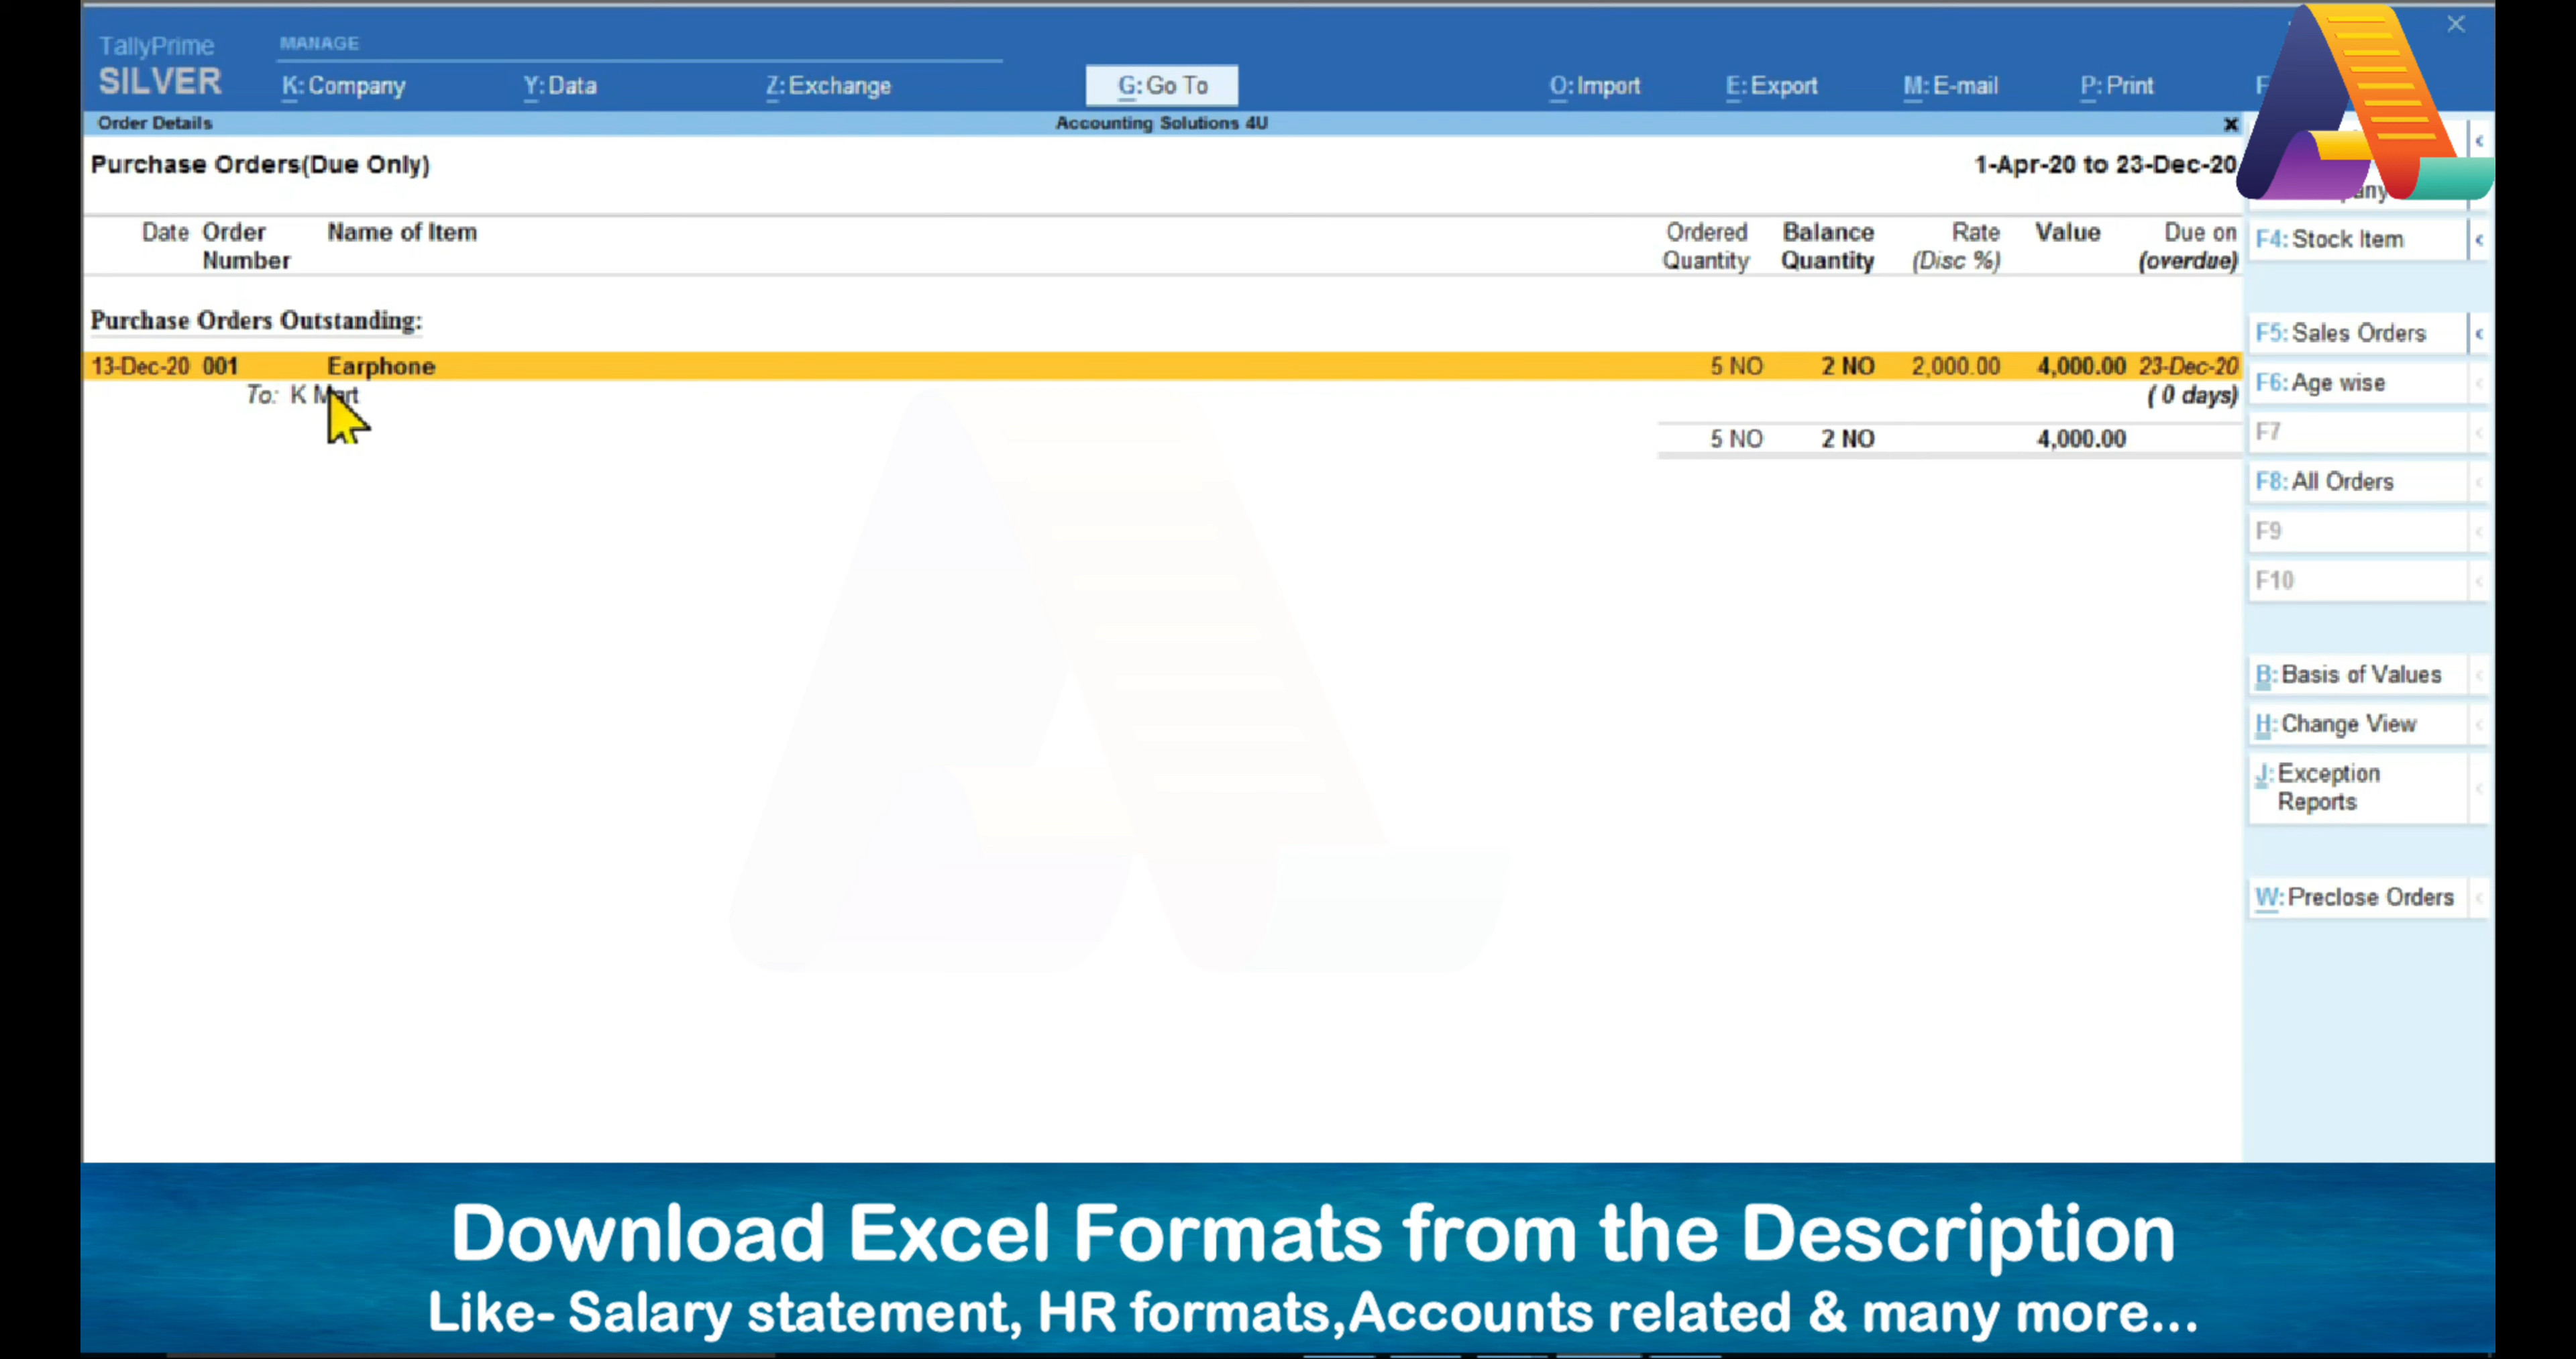 TallyPrime
MANAGE
SILVER K: Company Y: Data Z: Exchange G: Go To O: Import E: Export M: E-mail P: Print F
Order Details Accounting Solutions 4U
Purchase Orders(Due Only) 1-Apr-20 to 23-Dec-20
Date Order Name of Item Ordered Balance Rate Value Due on
Number Quantity Quantity (Disc %) (overdue)
Purchase Orders Outstanding:
13-Dec-20 001 Earphone 5 NO 2 NO 2,000.00 4,000.00 23-Dec-20
To: K Mart ( 0 days)
5 NO 2 NO 4,000.00
F4: Stock Item
F5: Sales Orders
F6: Age wise
F7
F8: All Orders
F9
F10
B: Basis of Values
H: Change View
J: Exception
Reports
W: Preclose Orders
Download Excel Formats from the Description
Like- Salary statement, HR formats,Accounts related & many more...